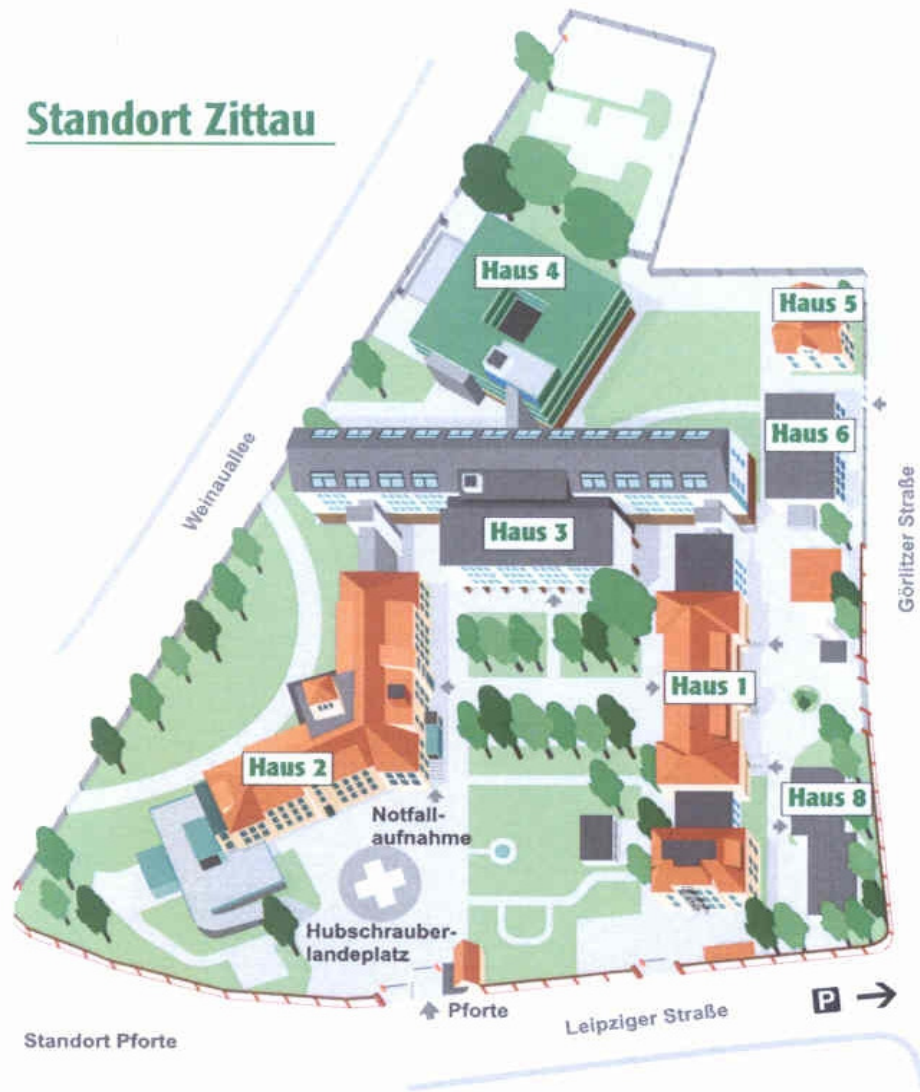 Standort Zittau
Haus 4
Haus 5
Haus 6
Weinauallee
Görlitzer Straße
Haus 3
Haus 1
Haus 2
Haus 8
Notfall-
aufnahme
Hubschrauber-
landeplatz
Pforte
Leipziger Straße
P
Standort Pforte